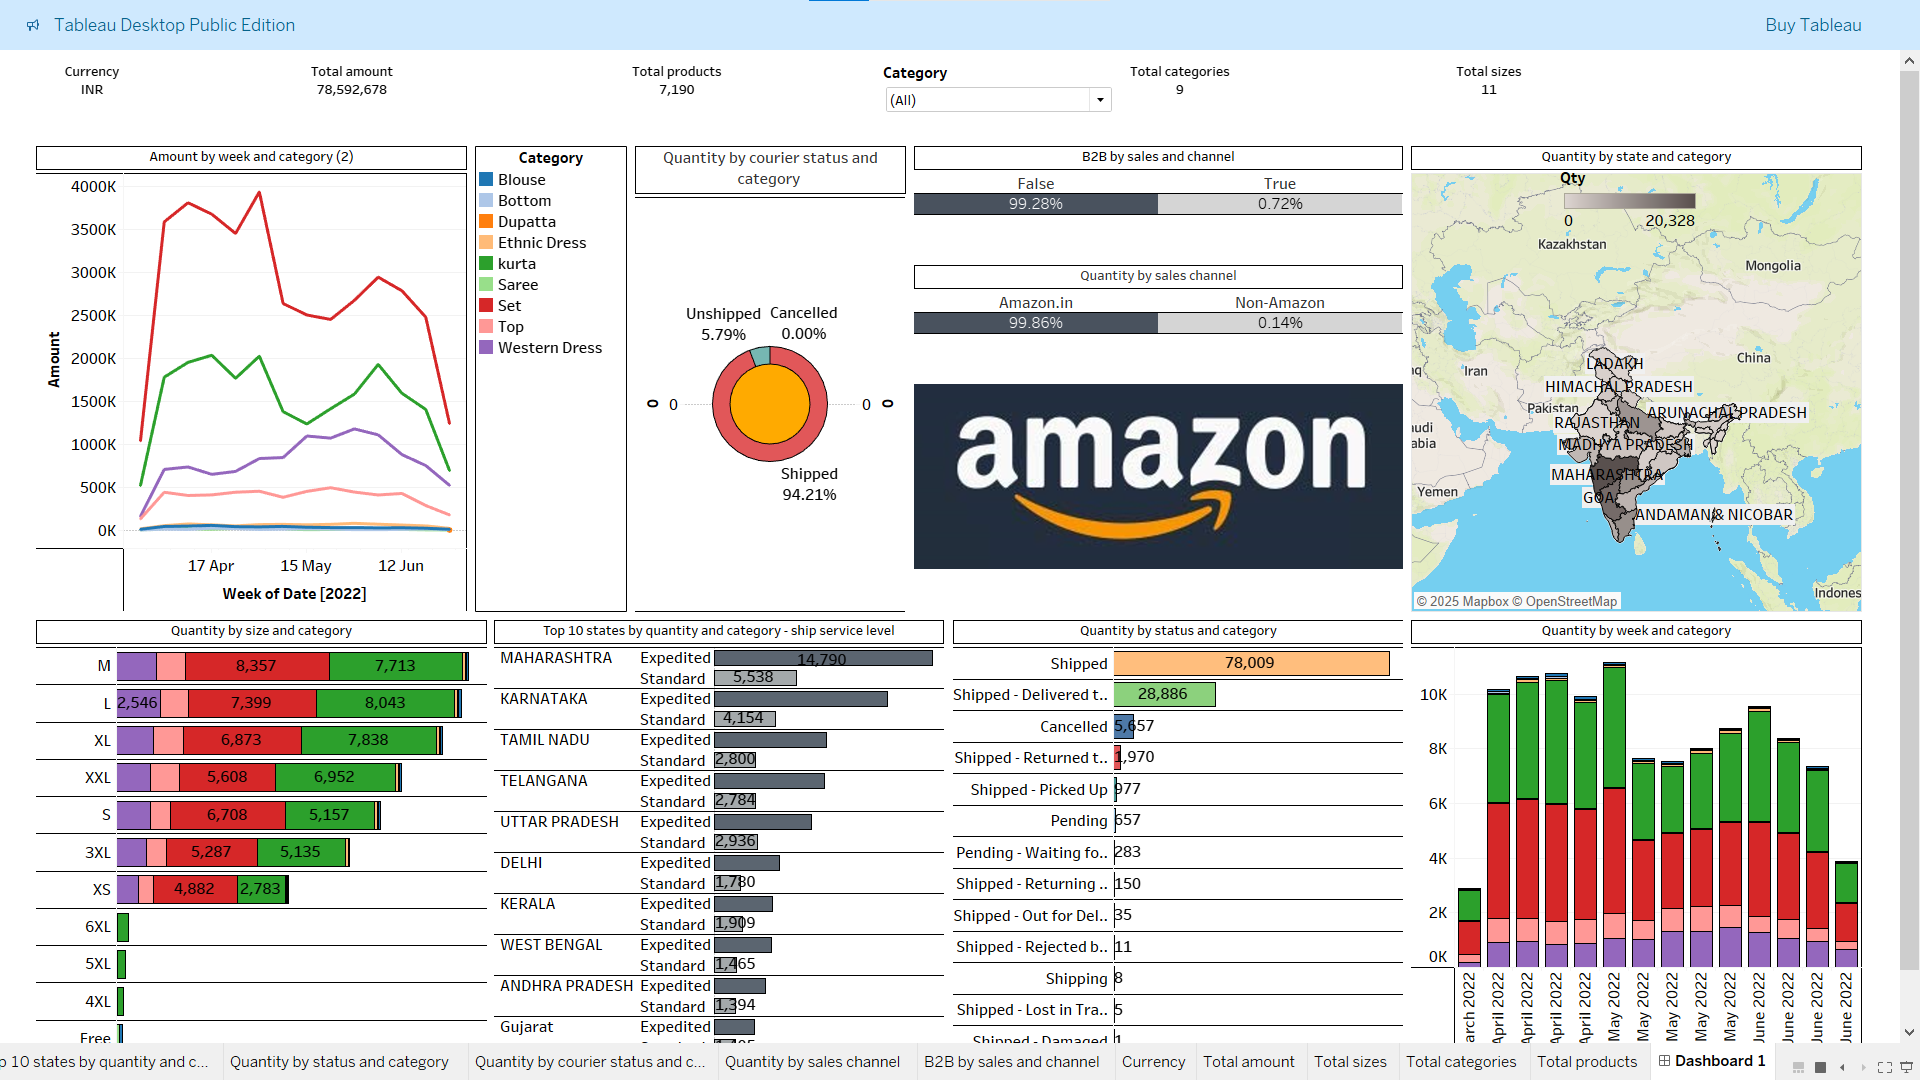 Tableau Desktop Public Edition
Buy Tableau
Currency
INR
Total amount
78,592,678
Total products
7,190
Category
(All)
Total categories
9
Total sizes
11
Amount by week and category (2)
4000K
3500K
3000K
2500K
2000K
1500K
1000K
500K
0K
Amount
17 Apr
15 May
12 Jun
Week of Date [2022]
Category
Blouse
Bottom
Dupatta
Ethnic Dress
kurta
Saree
Set
Top
Western Dress
Quantity by courier status and
category
Unshipped
5.79%
Cancelled
0.00%
0
0
0
0
Shipped
94.21%
B2B by sales and channel
False
True
99.28%
0.72%
Quantity by sales channel
Amazon.in
Non-Amazon
99.86%
0.14%
amazon
Quantity by state and category
Qty
0
20,328
Kazakhstan
Mongolia
China
Iran
Pakistan
Yemen
Indones
LADAKH
HIMACHAL PRADESH
ARUNACHAL PRADESH
RAJASTHAN
MADHYA PRADESH
MAHARASHTRA
GOA
ANDAMAN & NICOBAR
iq
udi
abia
© 2025 Mapbox © OpenStreetMap
Quantity by size and category
M
8,357
7,713
L
2,546
7,399
8,043
XL
6,873
7,838
XXL
5,608
6,952
S
6,708
5,157
3XL
5,287
5,135
XS
4,882
2,783
6XL
5XL
4XL
Free
Top 10 states by quantity and category - ship service level
MAHARASHTRA
Expedited
14,790
Standard
5,538
KARNATAKA
Expedited
Standard
4,154
TAMIL NADU
Expedited
Standard
2,800
TELANGANA
Expedited
Standard
2,784
UTTAR PRADESH
Expedited
Standard
2,936
DELHI
Expedited
Standard
1,780
KERALA
Expedited
Standard
1,909
WEST BENGAL
Expedited
Standard
1,465
ANDHRA PRADESH
Expedited
Standard
1,394
Gujarat
Expedited
Quantity by status and category
Shipped
78,009
Shipped - Delivered t..
28,886
Cancelled
5,657
Shipped - Returned t..
1,970
Shipped - Picked Up
977
Pending
657
Pending - Waiting fo..
283
Shipped - Returning ..
150
Shipped - Out for Del..
35
Shipped - Rejected b..
11
Shipping
8
Shipped - Lost in Tra..
5
Shipped - Damaged
1
Quantity by week and category
10K
8K
6K
4K
2K
0K
arch 2022
April 2022
April 2022
April 2022
April 2022
May 2022
May 2022
May 2022
May 2022
May 2022
June 2022
June 2022
June 2022
June 2022
p 10 states by quantity and c...
Quantity by status and category
Quantity by courier status and c...
Quantity by sales channel
B2B by sales and channel
Currency
Total amount
Total sizes
Total categories
Total products
Dashboard 1